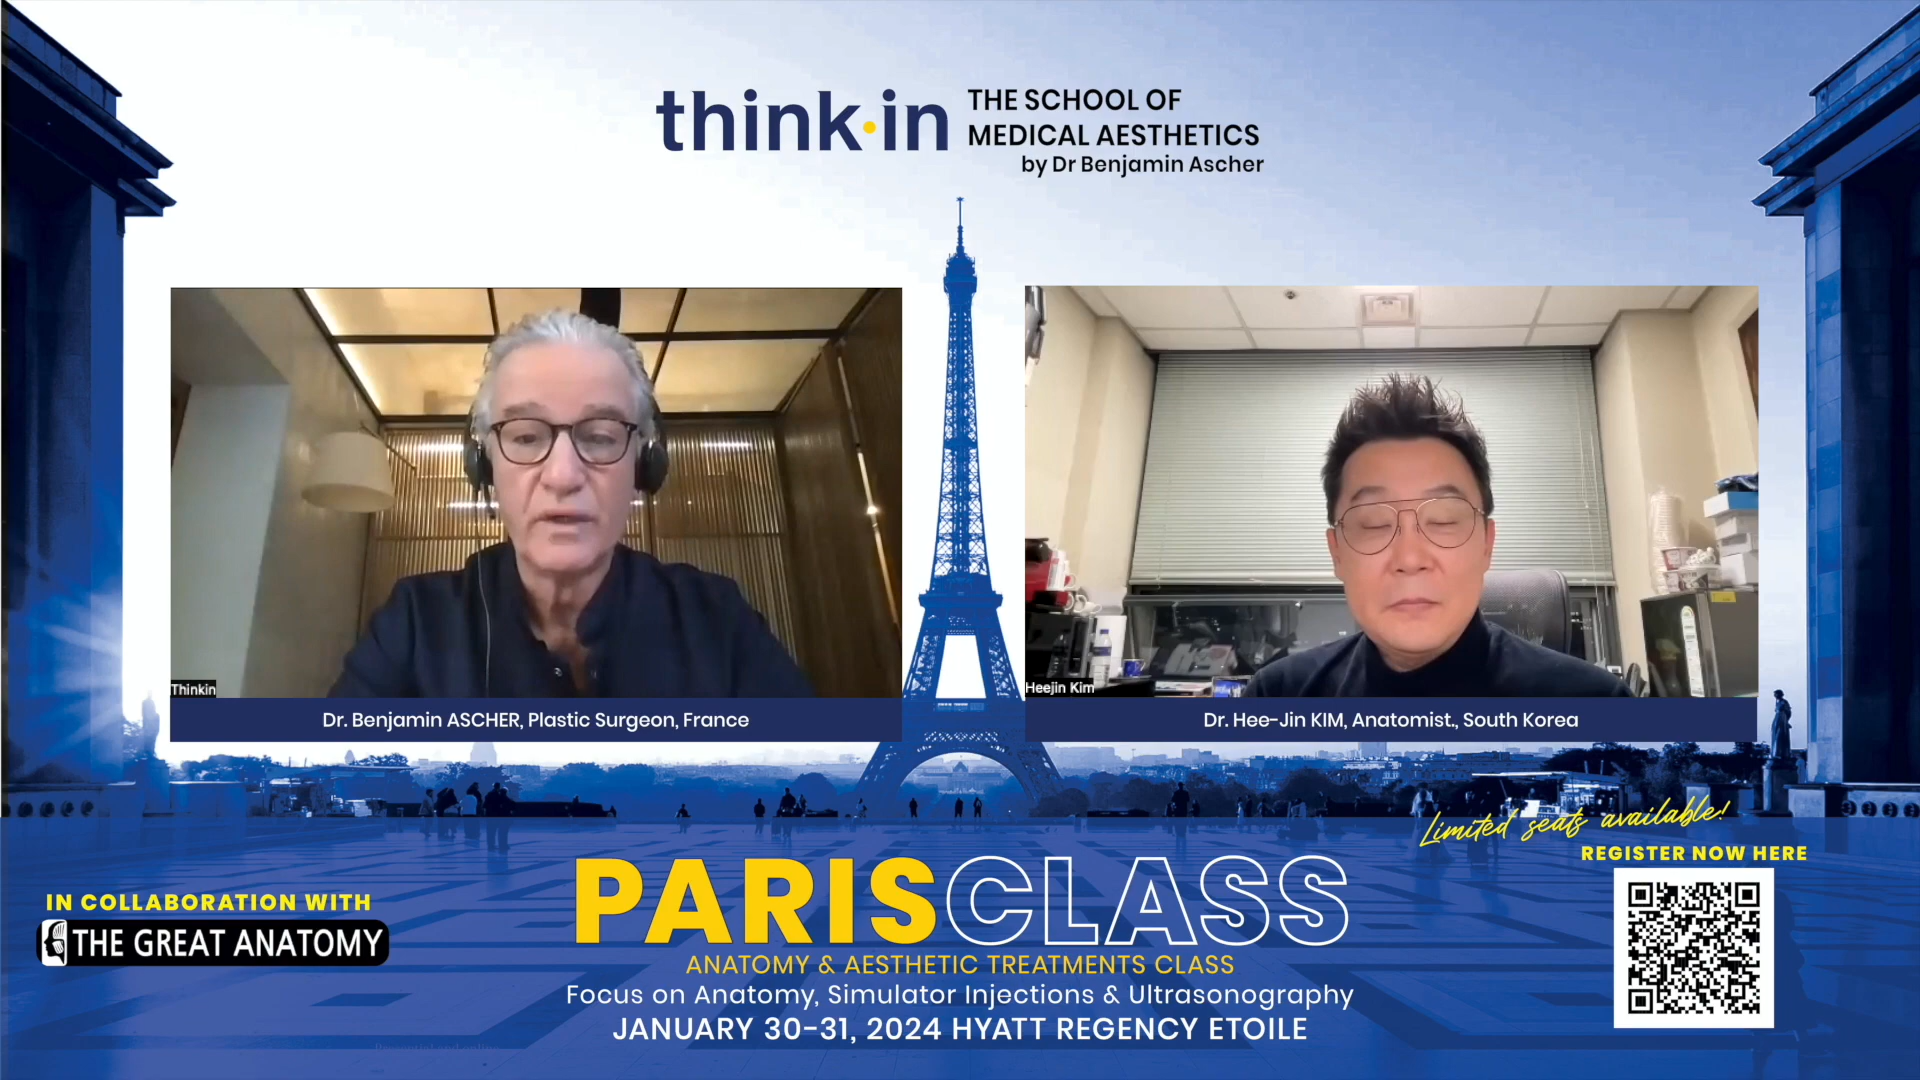 think·in
THE SCHOOL OF
MEDICAL AESTHETICS
by Dr Benjamin Ascher
Thinkin
Dr. Benjamin ASCHER, Plastic Surgeon, France
Heejin Kim
Dr. Hee-Jin KIM, Anatomist., South Korea
Limited seats available!
REGISTER NOW HERE
IN COLLABORATION WITH
THE GREAT ANATOMY
PARISCLASS
ANATOMY & AESTHETIC TREATMENTS CLASS
Focus on Anatomy, Simulator Injections & Ultrasonography
JANUARY 30-31, 2024 HYATT REGENCY ETOILE